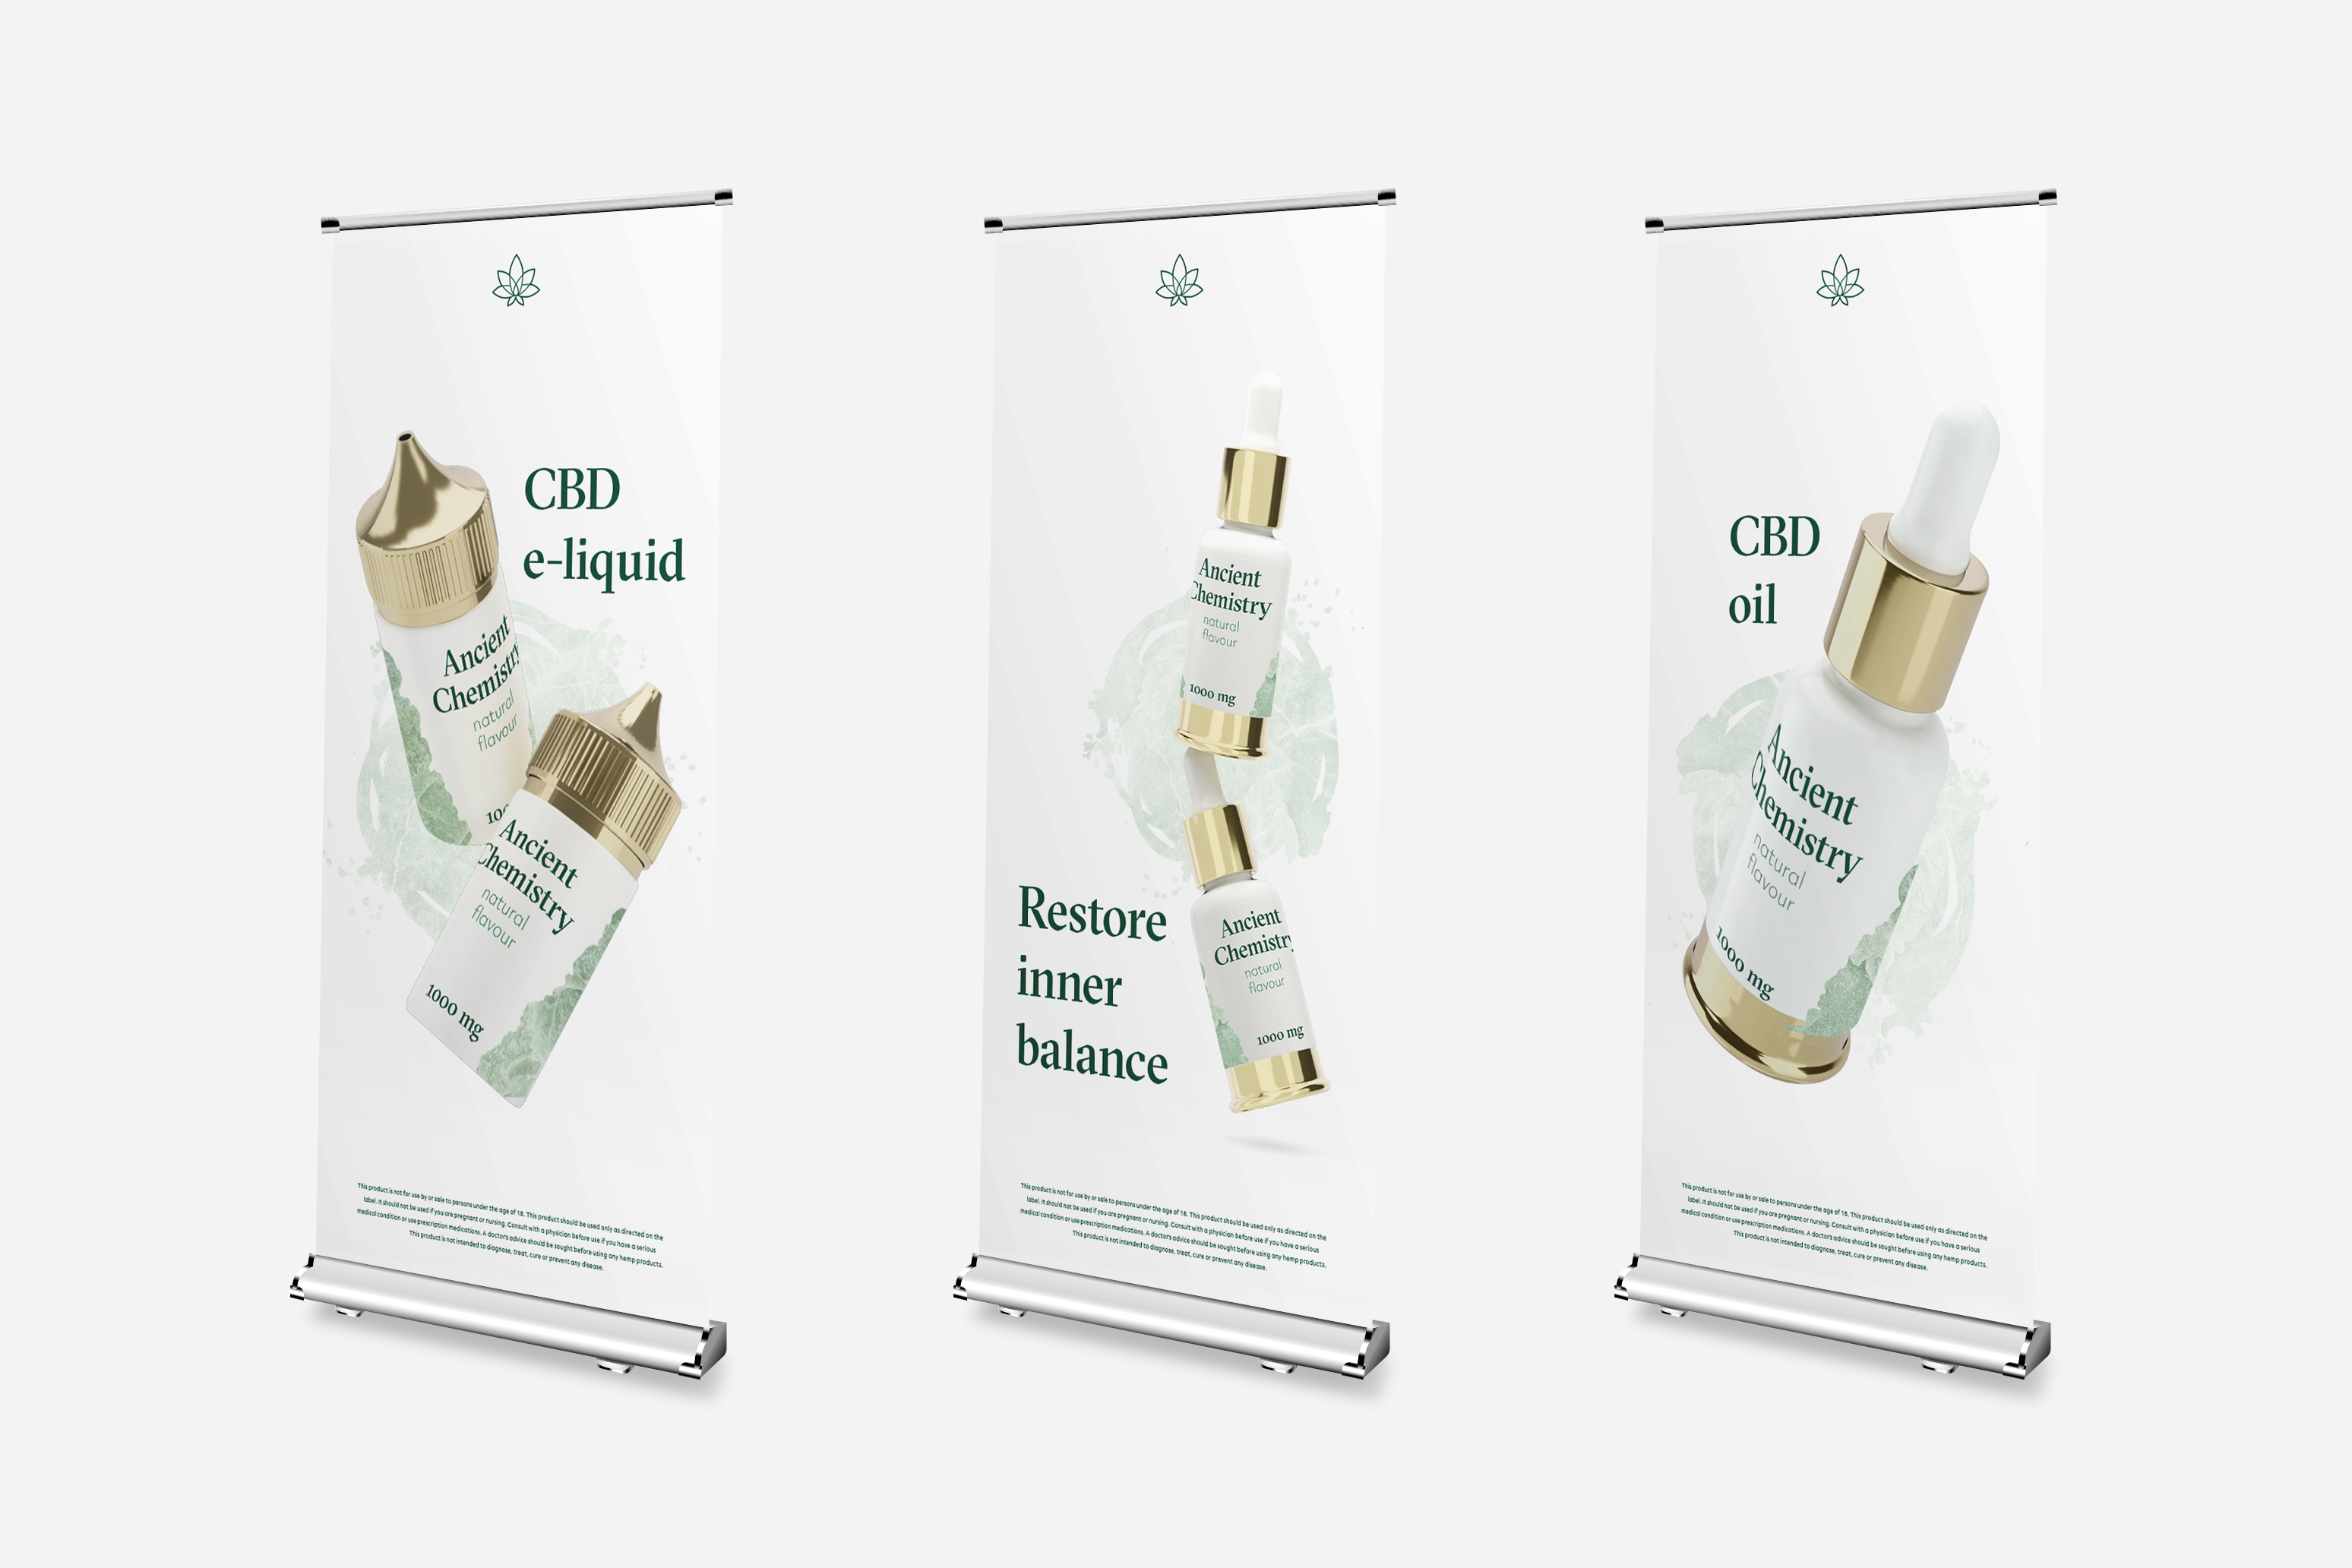 CBD
e-liquid
Ancient
Chemistry
natural
flavour
100
Ancient
Chemistry
natural
flavour
1000 mg
This product is not for use by or sale to persons under the age of 18. This product should be used only as directed on the
label. It should not be used if you are pregnant or nursing. Consult with a physician before use if you have a serious
medical condition or use prescription medications. A doctor's advice should be sought before using any hemp products.
This product is not intended to diagnose, treat, cure or prevent any disease.
Ancient
Chemistry
natural
flavour
1000 mg
Restore
inner
balance
Ancient
Chemistry
natural
flavour
1000 mg
This product is not for use by or sale to persons under the age of 18. This product should be used only as directed on the
label. It should not be used if you are pregnant or nursing. Consult with a physician before use if you have a serious
medical condition or use prescription medications. A doctor's advice should be sought before using any hemp products.
This product is not intended to diagnose, treat, cure or prevent any disease.
CBD
oil
Ancient
Chemistry
natural
flavour
1000 mg
This product is not for use by or sale to persons under the age of 18. This product should be used only as directed on the
label. It should not be used if you are pregnant or nursing. Consult with a physician before use if you have a serious
medical condition or use prescription medications. A doctor's advice should be sought before using any hemp products.
This product is not intended to diagnose, treat, cure or prevent any disease.